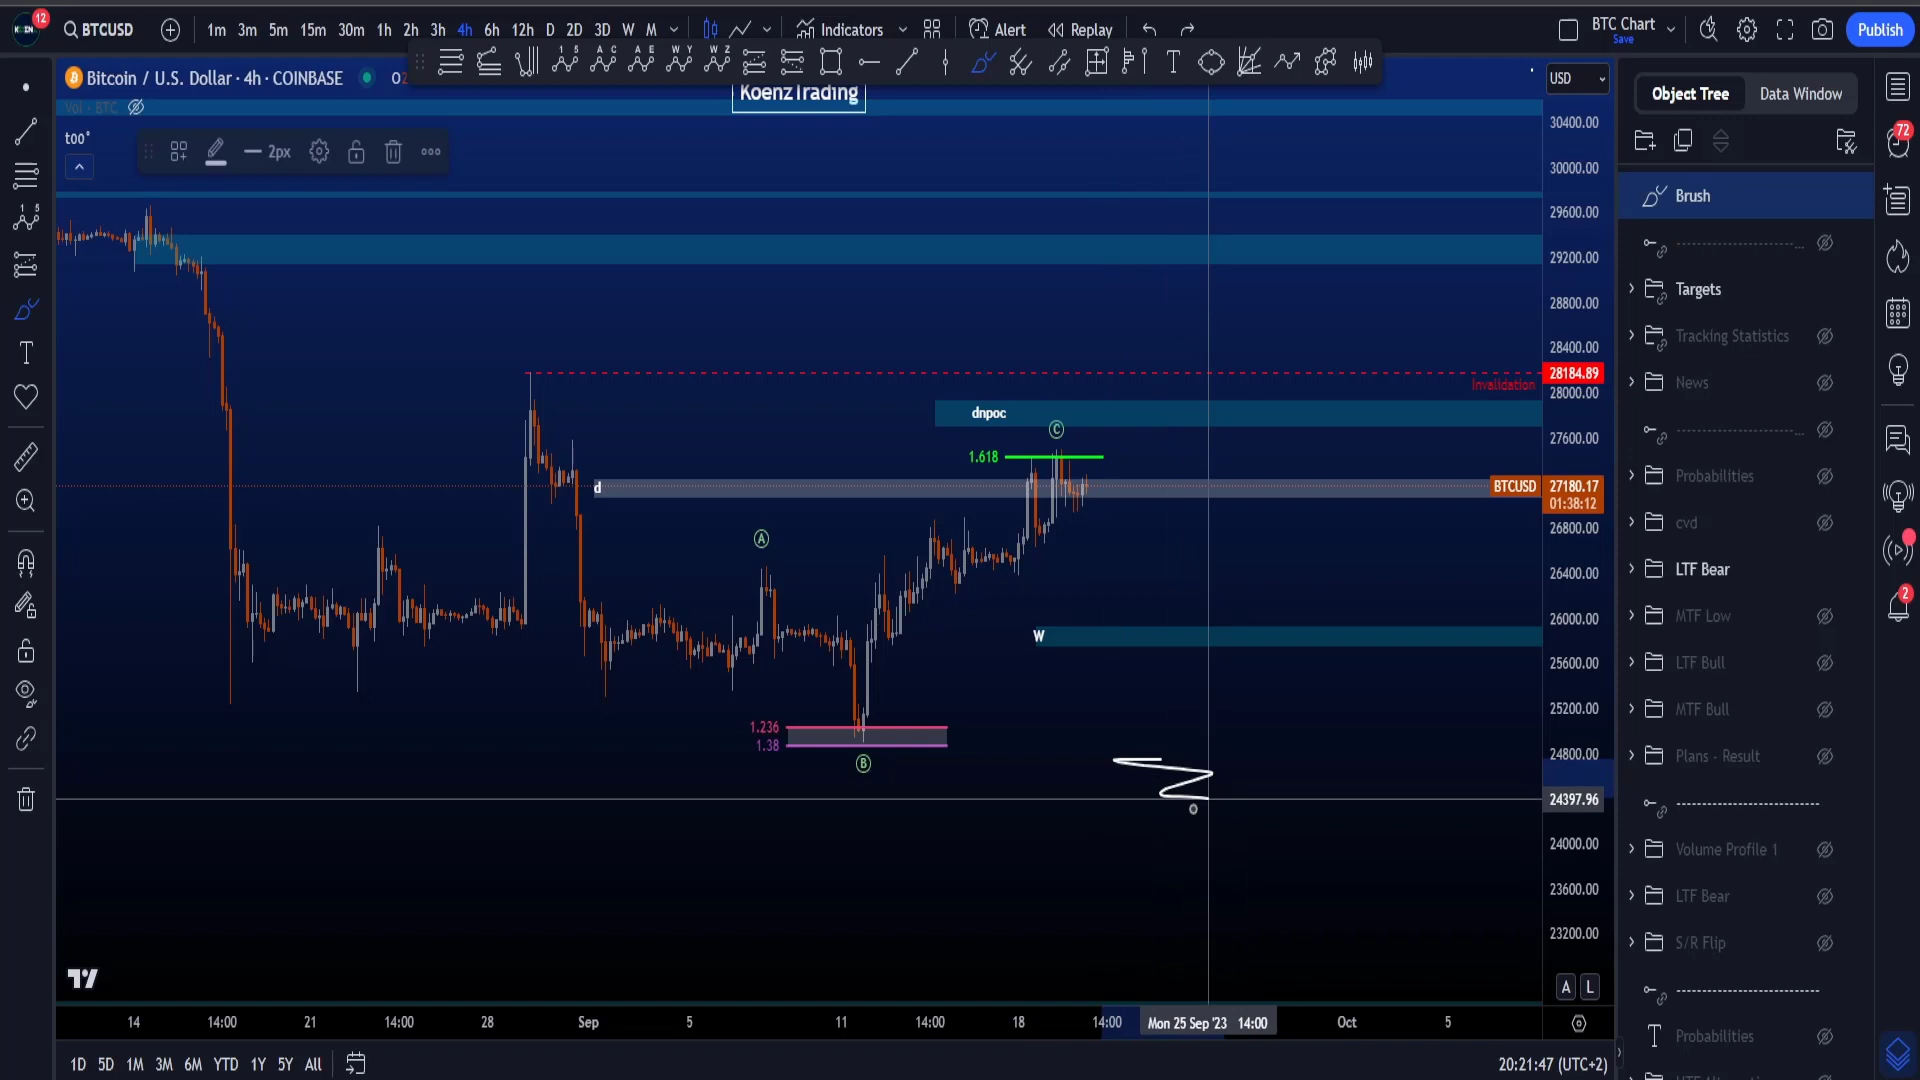 12
BTCUSD
1m 3m 5m 15m 30m 1h 2h 3h 4h 6h 12h D 2D 3D W M
Indicators
Alert
Replay
BTC Chart
Save
Publish
Bitcoin / U.S. Dollar · 4h · COINBASE
O2
Vol · BTC
too°
2px
KoenzTrading
USD
30400.00
30000.00
29600.00
29200.00
28800.00
28400.00
28184.89
Invalidation
28000.00
dnpoc
C
27600.00
1.618
d
BTCUSD
27180.17
01:38:12
26800.00
A
26400.00
26000.00
W
25600.00
25200.00
1.236
1.38
B
24800.00
24397.96
24000.00
23600.00
23200.00
A L
14 14:00 21 14:00 28 Sep 5 11 14:00 18 14:00 Mon 25 Sep '23 14:00 Oct 5
1D 5D 1M 3M 6M YTD 1Y 5Y All
20:21:47 (UTC+2)
Object Tree
Data Window
Brush
Targets
Tracking Statistics
News
Probabilities
cvd
LTF Bear
MTF Low
LTF Bull
MTF Bull
Plans - Result
Volume Profile 1
LTF Bear
S/R Flip
Probabilities
72
2